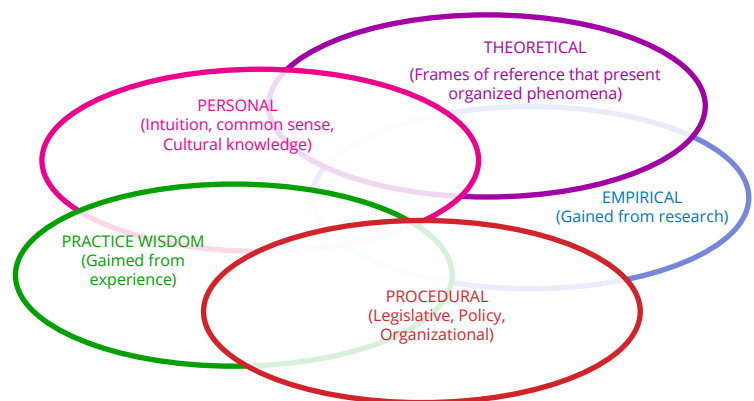 THEORETICAL
(Frames of reference that present
organized phenomena)
PERSONAL
(Intuition, common sense,
Cultural knowledge)
EMPIRICAL
(Gained from research)
PRACTICE WISDOM
(Gaimed from
experience)
PROCEDURAL
(Legislative, Policy,
Organizational)